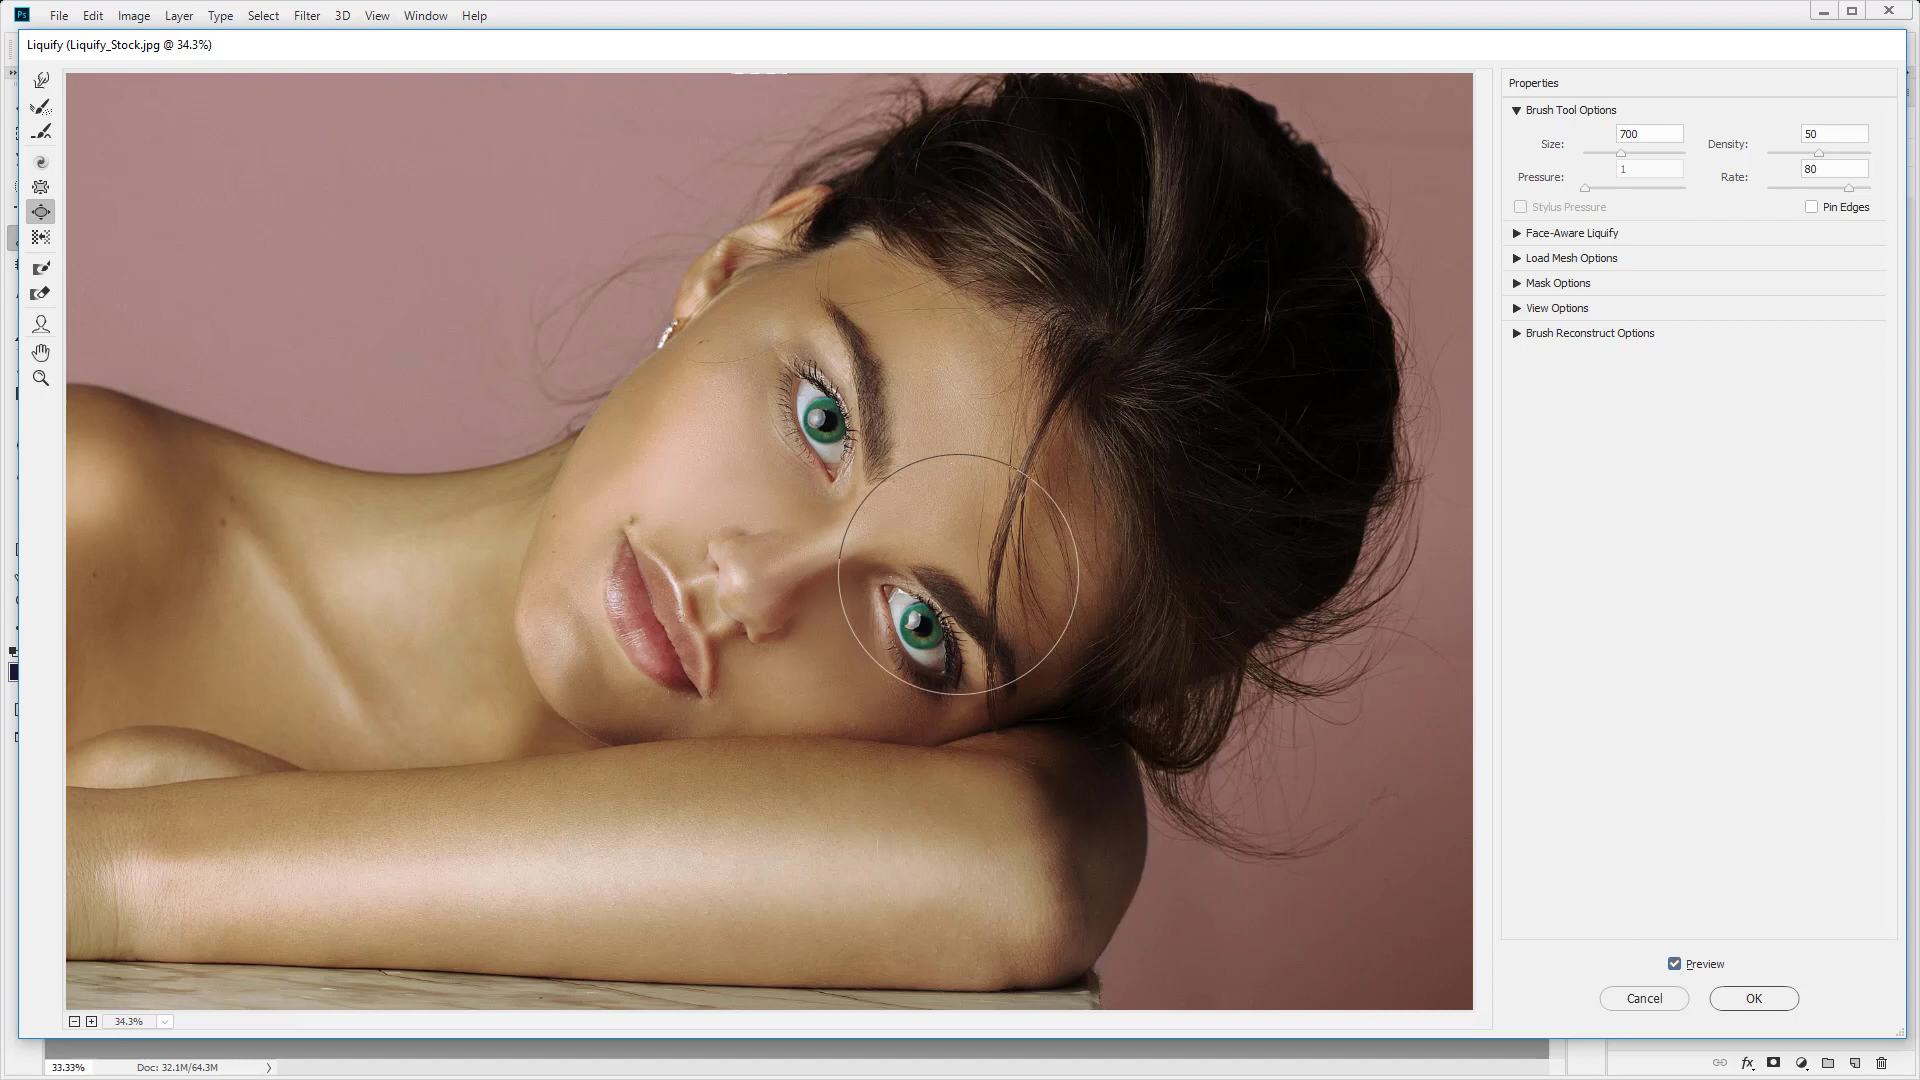 Ps File Edit Image Layer Type Select Filter 3D View Window Help
Liquify (Liquify_Stock.jpg @ 34.3%)
Properties
Brush Tool Options
Size: 700 Density: 50
Pressure: 1 Rate: 80
Stylus Pressure Pin Edges
Face-Aware Liquify
Load Mesh Options
Mask Options
View Options
Brush Reconstruct Options
Preview
Cancel OK
34.3%
33.33% Doc: 32.1M/64.3M
fx